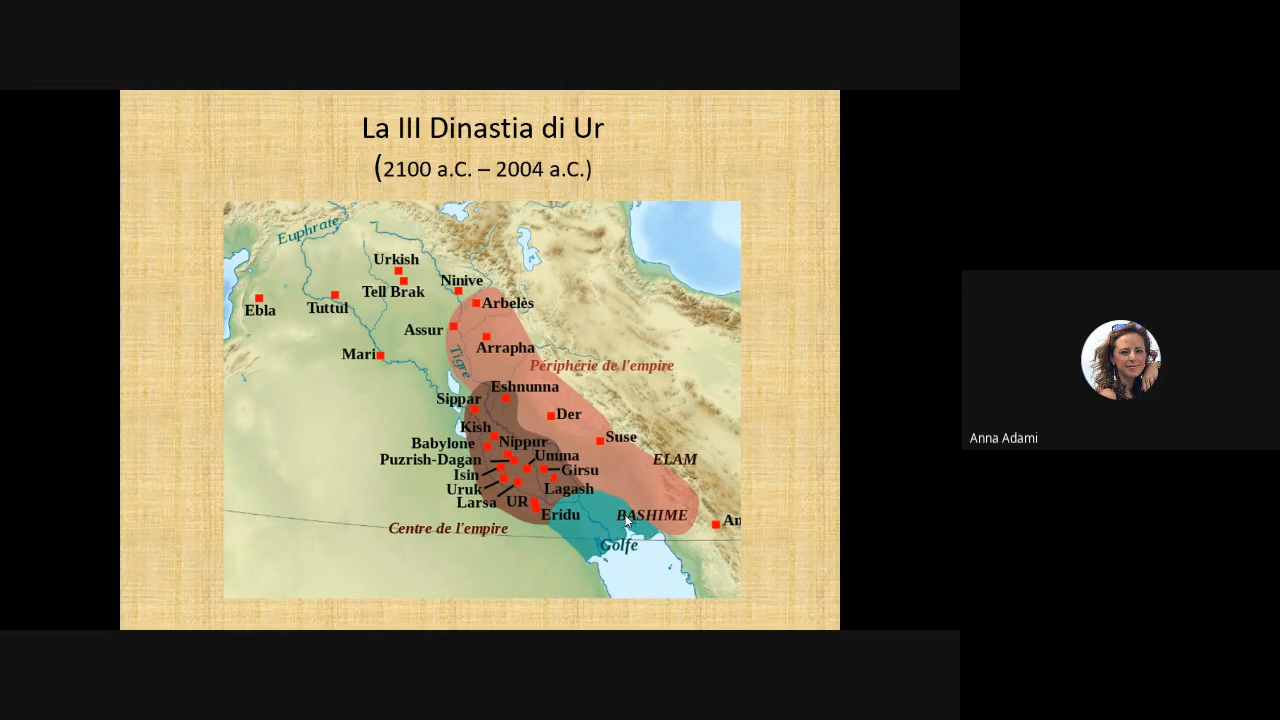 La III Dinastia di Ur
(2100 a.C. – 2004 a.C.)
Euphrate
Urkish
Ninive
Tell Brak
Arbelès
Ebla
Tuttul
Assur
Arrapha
Mari
Tigre
Périphérie de l'empire
Eshnunna
Sippar
Der
Kish
Suse
Babylone
Nippur
Umma
Puzrish-Dagan
ELAM
Isin
Girsu
Uruk
Lagash
Larsa
UR
Eridu
BASHIME
An
Centre de l'empire
Golfe
Anna Adami